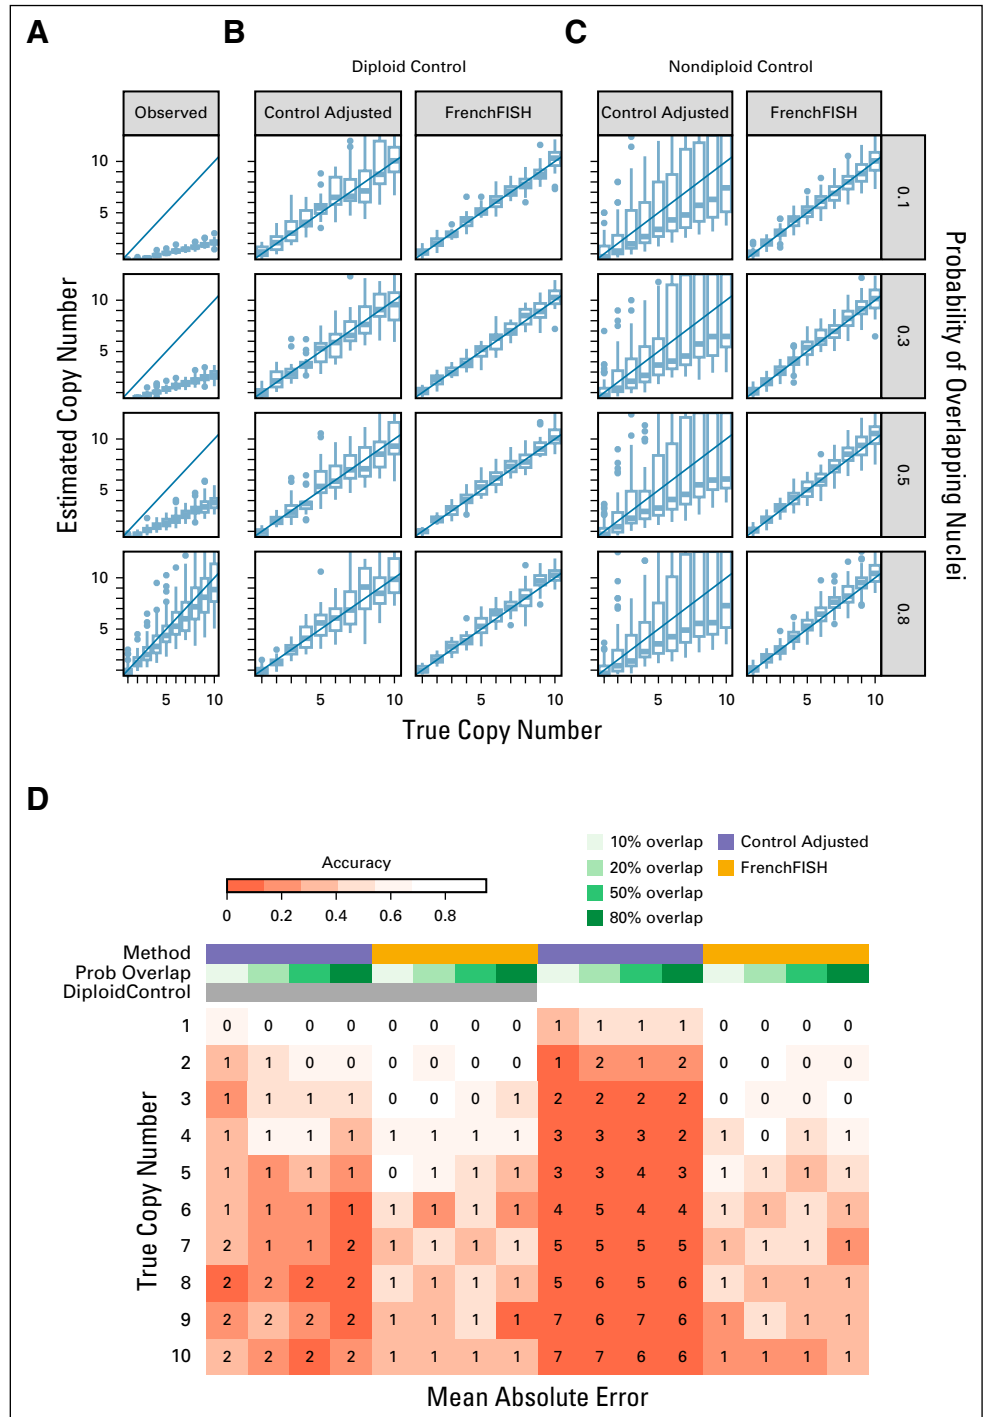 A
B
C
Diploid Control
Nondiploid Control
Observed
Control Adjusted
FrenchFISH
Control Adjusted
FrenchFISH
10
5
0.1
10
5
0.3
10
5
0.5
10
5
0.8
Estimated Copy Number
Probability of Overlapping Nuclei
10 5 10 5 10 5 10 5 10
True Copy Number
D
Accuracy
0 0.2 0.4 0.6 0.8
10% overlap
20% overlap
50% overlap
80% overlap
Control Adjusted
FrenchFISH
Method
Prob Overlap
DiploidControl
True Copy Number
1 0 0 0 0 0 0 0 0 1 1 1 1 0 0 0 0
2 1 1 0 0 0 0 0 0 1 2 1 2 0 0 0 0
3 1 1 1 1 0 0 0 1 2 2 2 2 0 0 0 0
4 1 1 1 1 1 1 1 1 3 3 3 2 1 0 1 1
5 1 1 1 1 0 1 1 1 3 3 4 3 1 1 1 1
6 1 1 1 1 1 1 1 1 4 5 4 4 1 1 1 1
7 2 1 1 2 1 1 1 1 5 5 5 5 1 1 1 1
8 2 2 2 2 1 1 1 1 5 6 5 6 1 1 1 1
9 2 2 2 2 1 1 1 1 7 6 7 6 1 1 1 1
10 2 2 2 2 1 1 1 1 7 7 6 6 1 1 1 1
Mean Absolute Error